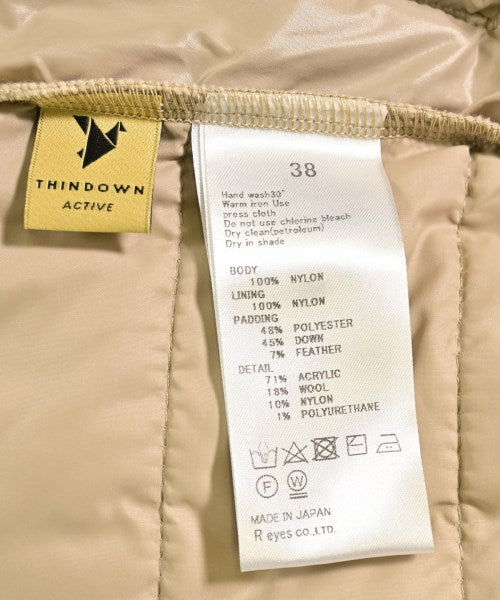 THINDOWN
ACTIVE
38
Hand wash30°
Warm iron Use
press cloth
Do not use chlorine bleach
Dry clean(petroleum)
Dry in shade
BODY
100% NYLON
LINING
100% NYLON
PADDING
48% POLYESTER
45% DOWN
7% FEATHER
DETAIL
71% ACRYLIC
18% WOOL
10% NYLON
1% POLYURETHANE
F W
MADE IN JAPAN
R eyes CO.,LTD.